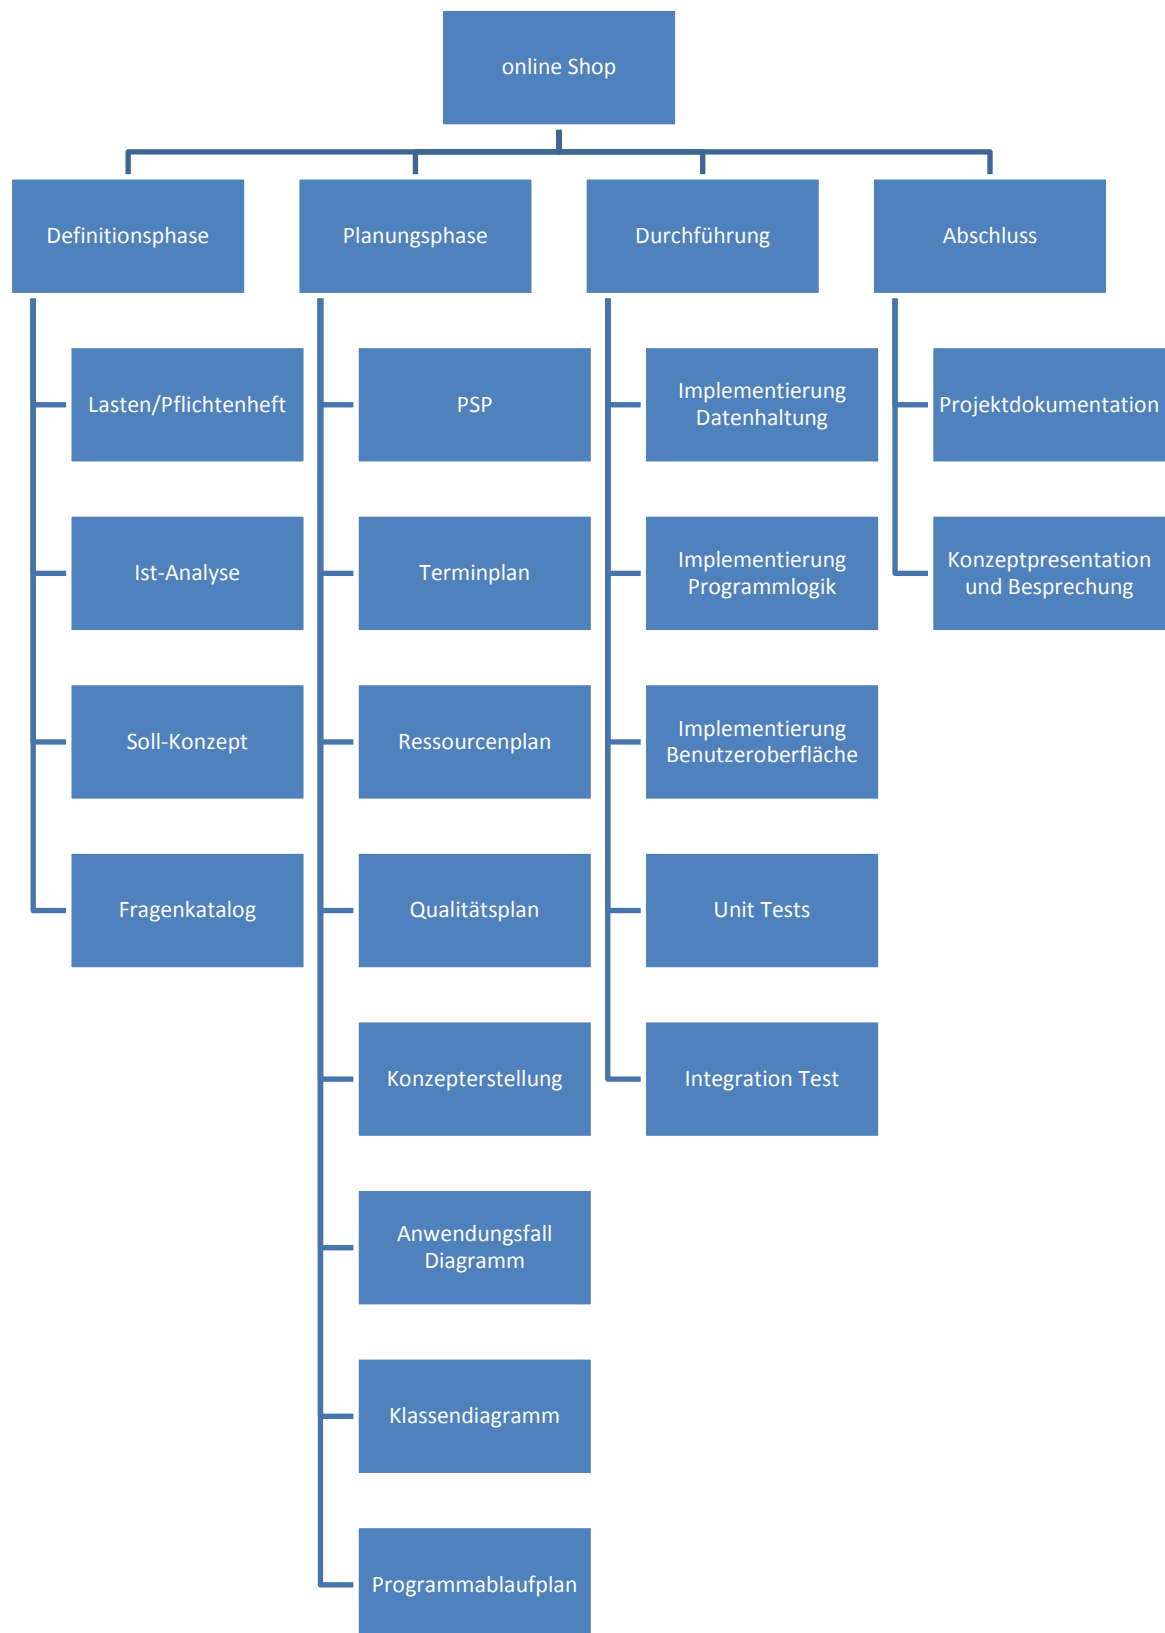 online Shop
Definitionsphase
Lasten/Pflichtenheft
Ist-Analyse
Soll-Konzept
Fragenkatalog
Planungsphase
PSP
Terminplan
Ressourcenplan
Qualitätsplan
Konzepterstellung
Anwendungsfall
Diagramm
Klassendiagramm
Programmablaufplan
Durchführung
Implementierung
Datenhaltung
Implementierung
Programmlogik
Implementierung
Benutzeroberfläche
Unit Tests
Integration Test
Abschluss
Projektdokumentation
Konzeptpresentation
und Besprechung